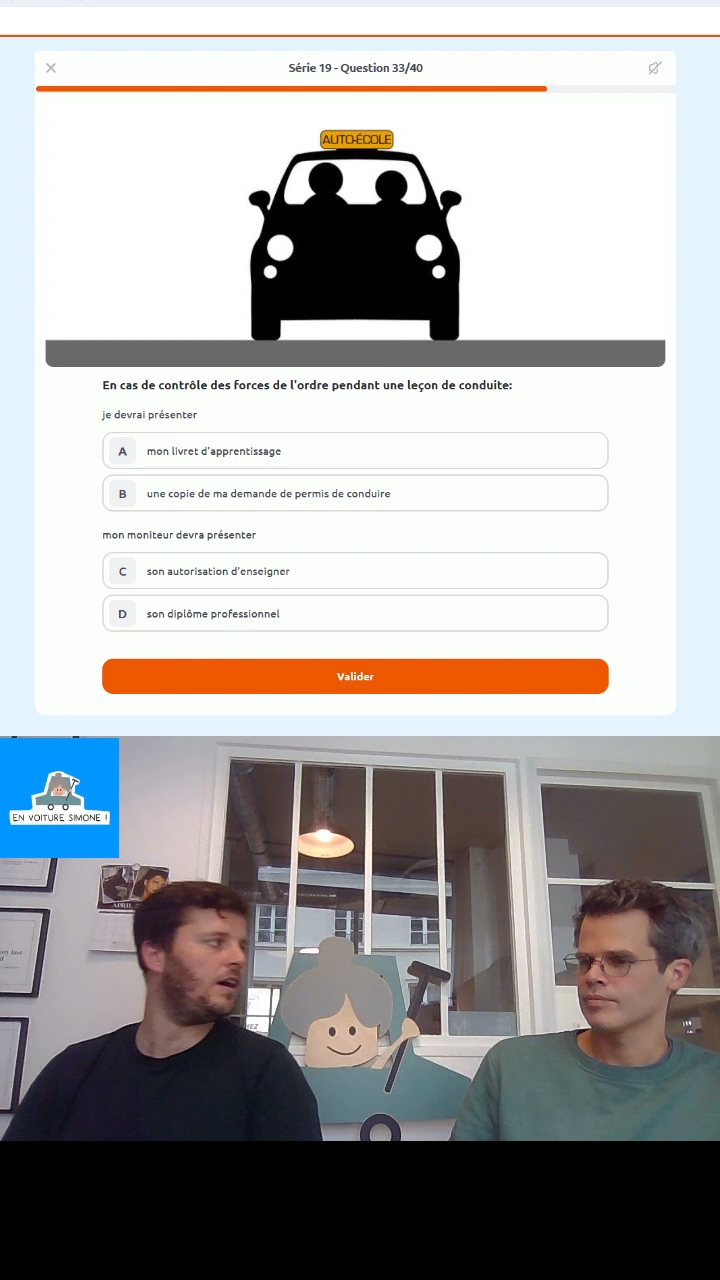 Série 19 - Question 33/40
AUTO-ÉCOLE
En cas de contrôle des forces de l'ordre pendant une leçon de conduite:
je devrai présenter
A mon livret d'apprentissage
B une copie de ma demande de permis de conduire
mon moniteur devra présenter
C son autorisation d'enseigner
D son diplôme professionnel
Valider
EN VOITURE SIMONE !
APRIL
CHEZ